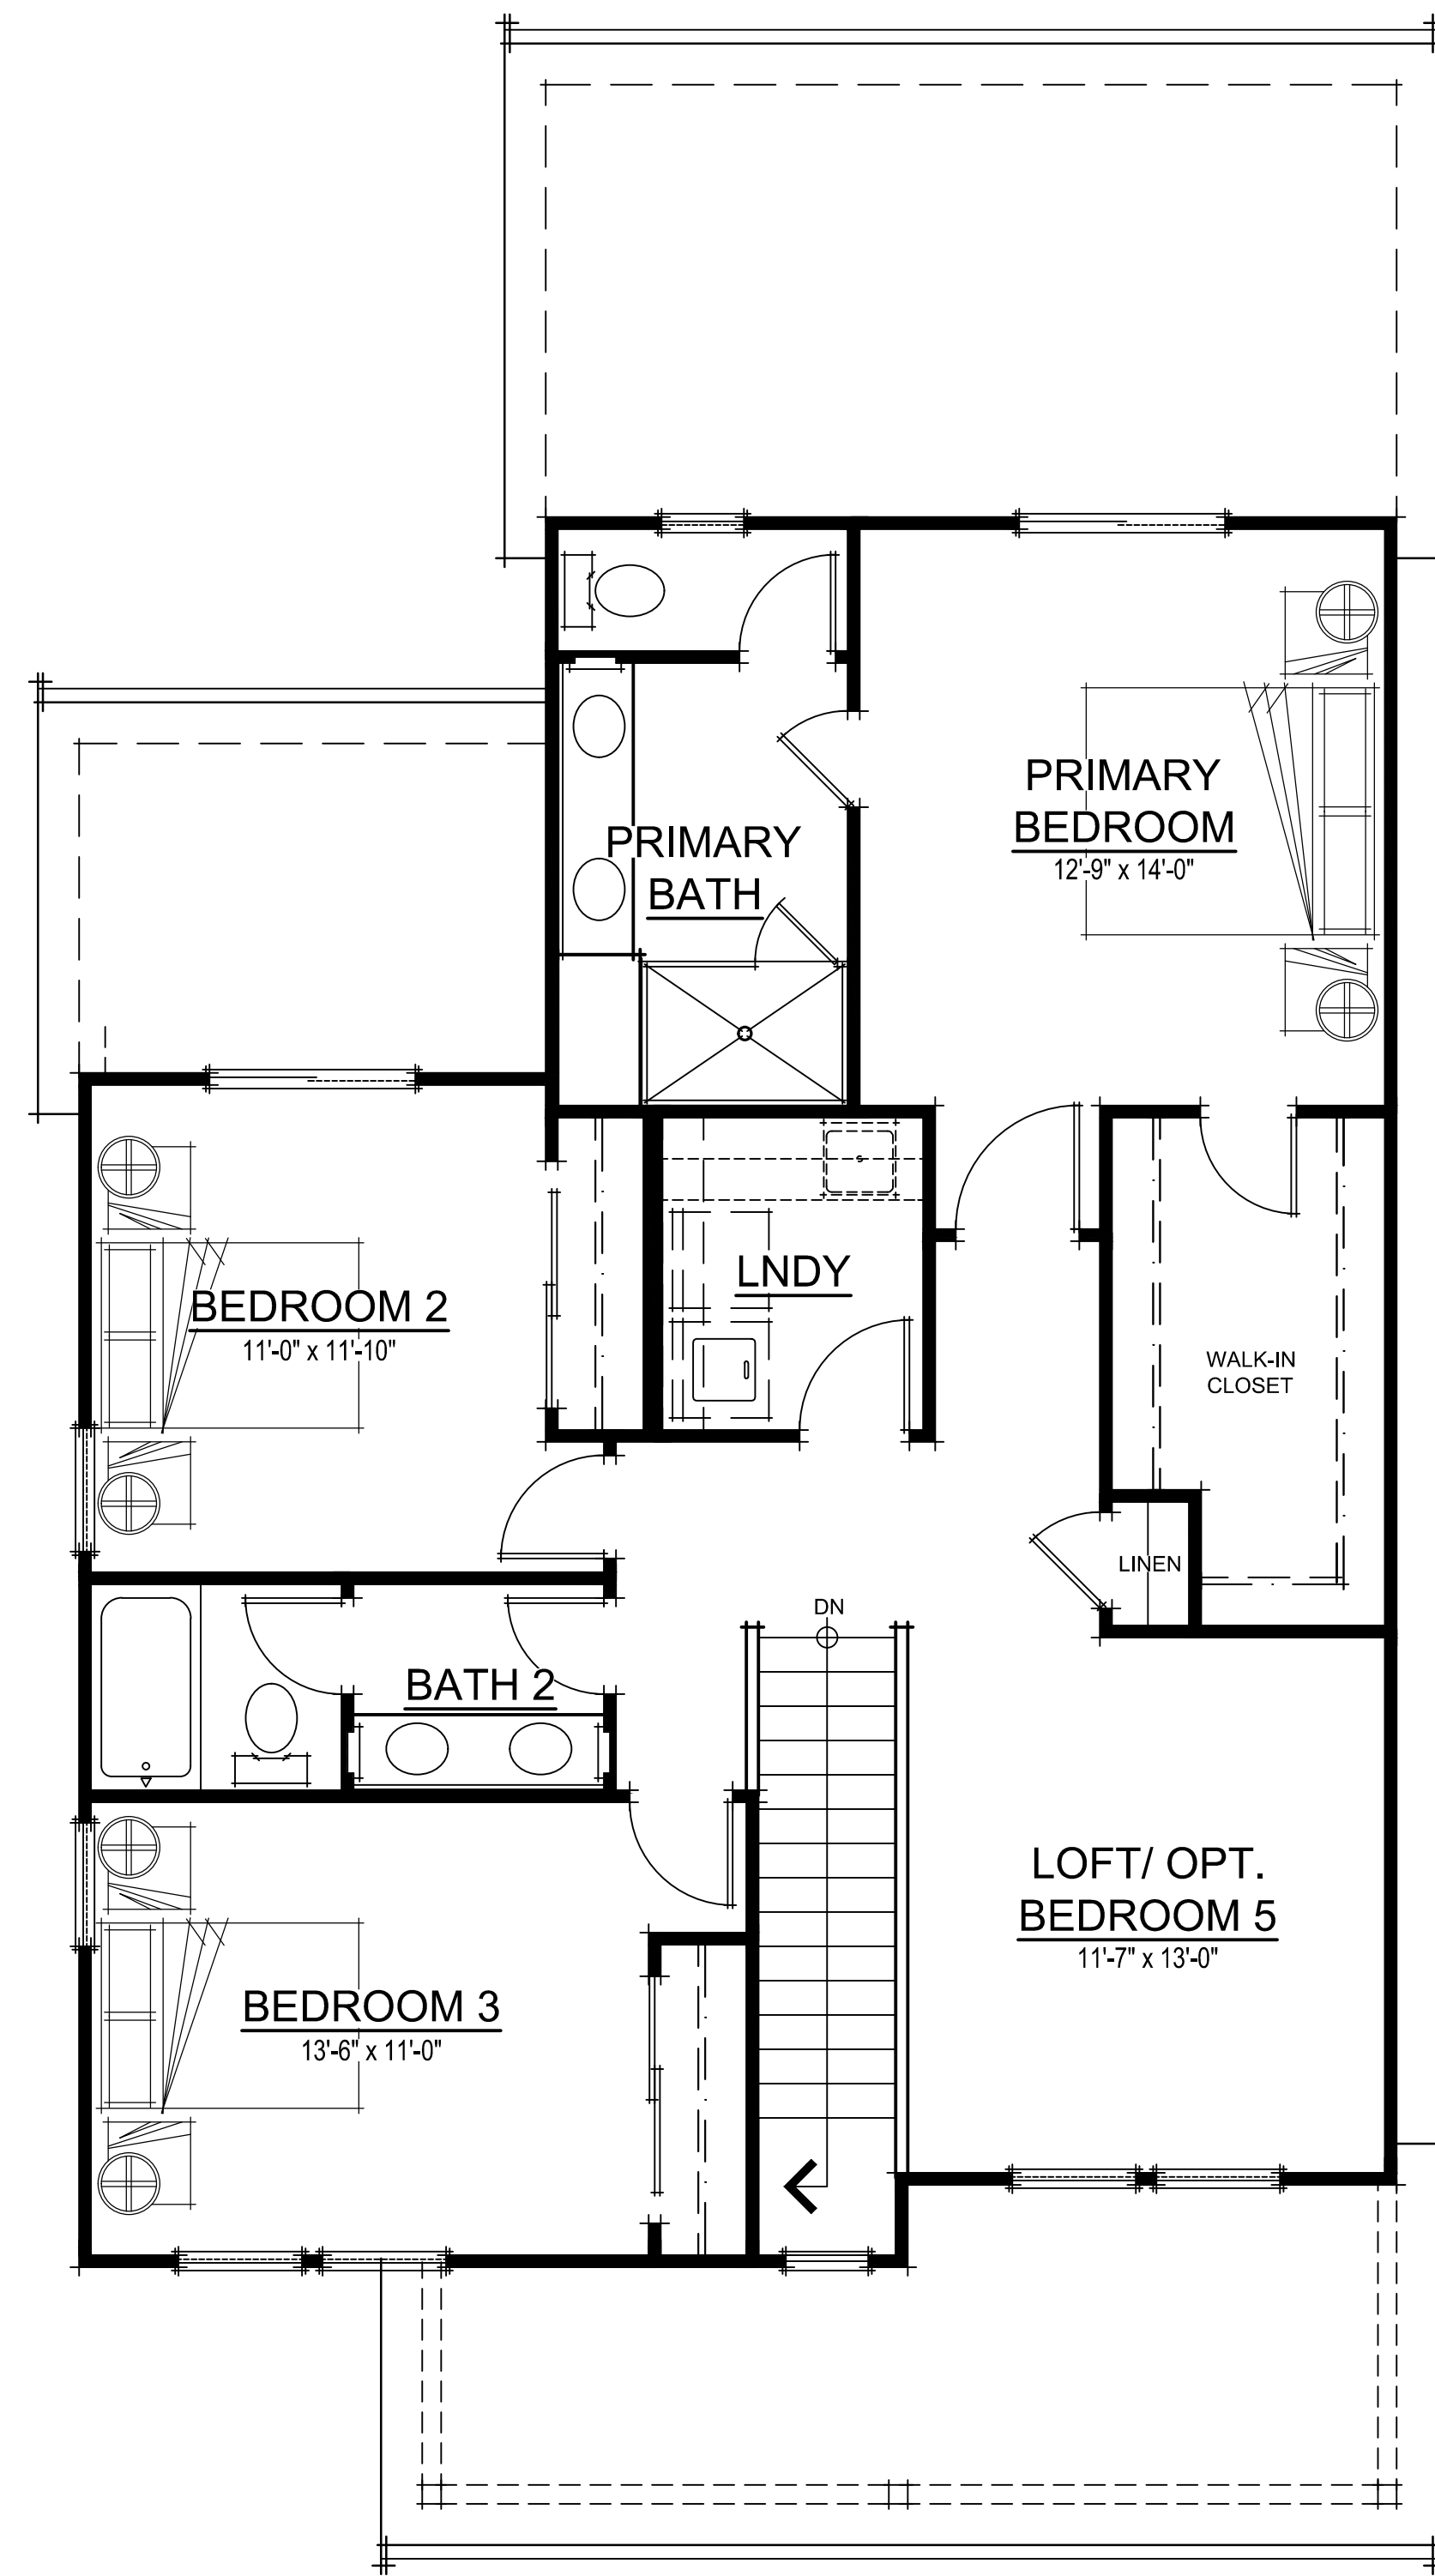 PRIMARY
BEDROOM
12'-9" x 14'-0"
PRIMARY
BATH
S
LNDY
BEDROOM 2
11'-0" x 11'-10"
WALK-IN
CLOSET
LINEN
DN
BATH 2
LOFT/ OPT.
BEDROOM 5
11'-7" x 13'-0"
BEDROOM 3
13'-6" x 11'-0"